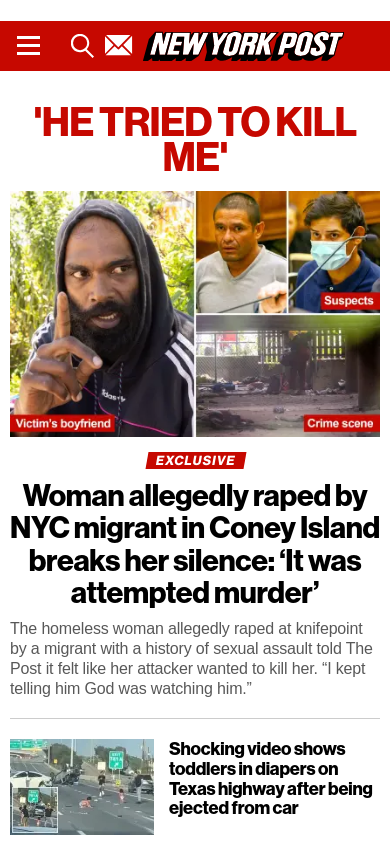 NEW YORK POST
'HE TRIED TO KILL
ME'
adidas
Suspects
Victim's boyfriend
Crime scene
EXCLUSIVE
Woman allegedly raped by
NYC migrant in Coney Island
breaks her silence: ‘It was
attempted murder’
The homeless woman allegedly raped at knifepoint
by a migrant with a history of sexual assault told The
Post it felt like her attacker wanted to kill her. “I kept
telling him God was watching him.”
Shocking video shows
toddlers in diapers on
Texas highway after being
ejected from car